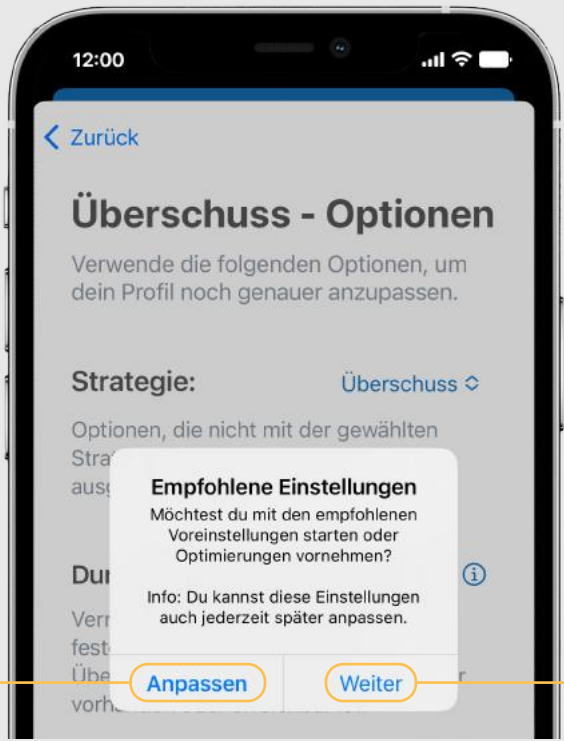 12:00
Zurück
Überschuss - Optionen
Verwende die folgenden Optionen, um
dein Profil noch genauer anzupassen.
Strategie:
Überschuss
Optionen, die nicht mit der gewählten
Empfohlene Einstellungen
Möchtest du mit den empfohlenen
Voreinstellungen starten oder
Optimierungen vornehmen?
Info: Du kannst diese Einstellungen
auch jederzeit später anpassen.
Anpassen
Weiter